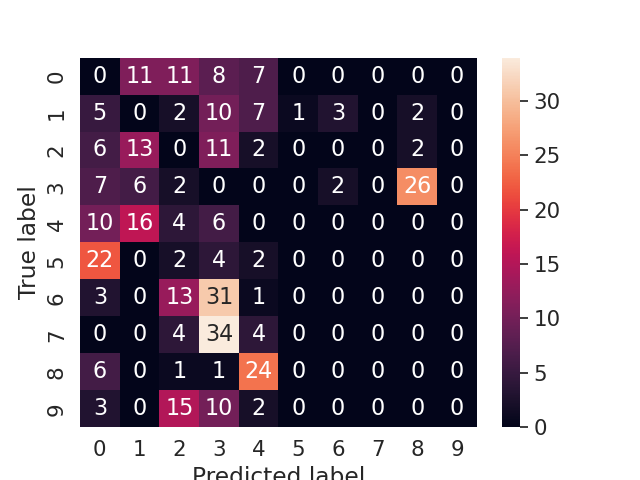 0 0 11 11 8 7 0 0 0 0 0
1 5 0 2 10 7 1 3 0 2 0
2 6 13 0 11 2 0 0 0 2 0
3 7 6 2 0 0 0 2 0 26 0
4 10 16 4 6 0 0 0 0 0 0
5 22 0 2 4 2 0 0 0 0 0
6 3 0 13 31 1 0 0 0 0 0
7 0 0 4 34 4 0 0 0 0 0
8 6 0 1 1 24 0 0 0 0 0
9 3 0 15 10 2 0 0 0 0 0
0 1 2 3 4 5 6 7 8 9
True label
Predicted label
30
25
20
15
10
5
0